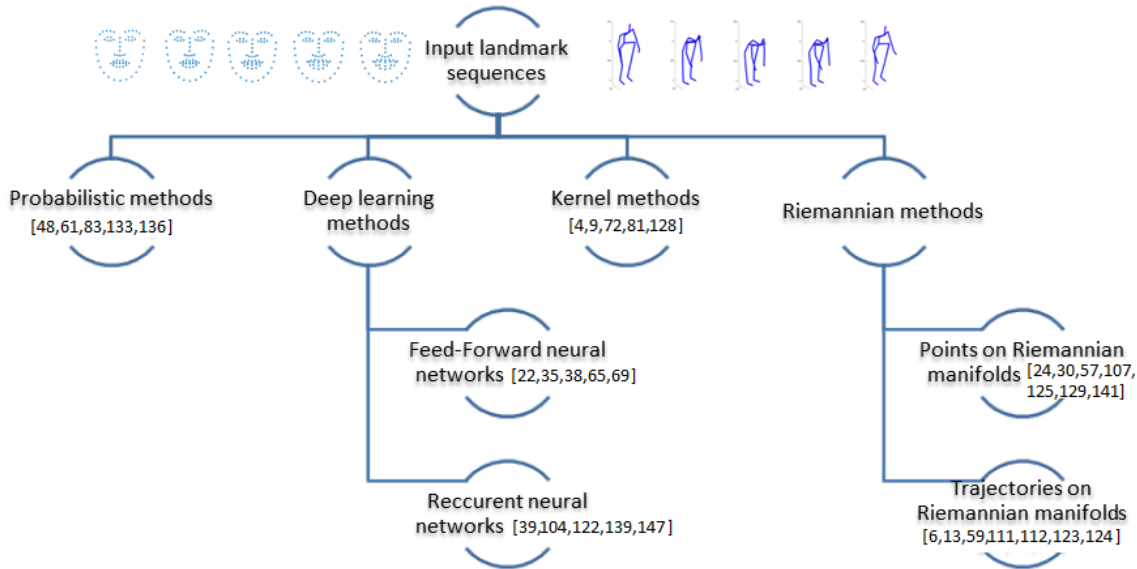 Input landmark
sequences
Probabilistic methods
[48,61,83,133,136]
Deep learning
methods
Kernel methods
[4,9,72,81,128]
Riemannian methods
Feed-Forward neural
networks [22,35,38,65,69]
Reccurent neural
networks [39,104,122,139,147]
Points on Riemannian
manifolds [24,30,57,107,
125,129,141]
Trajectories on
Riemannian manifolds
[6,13,59,111,112,123,124]